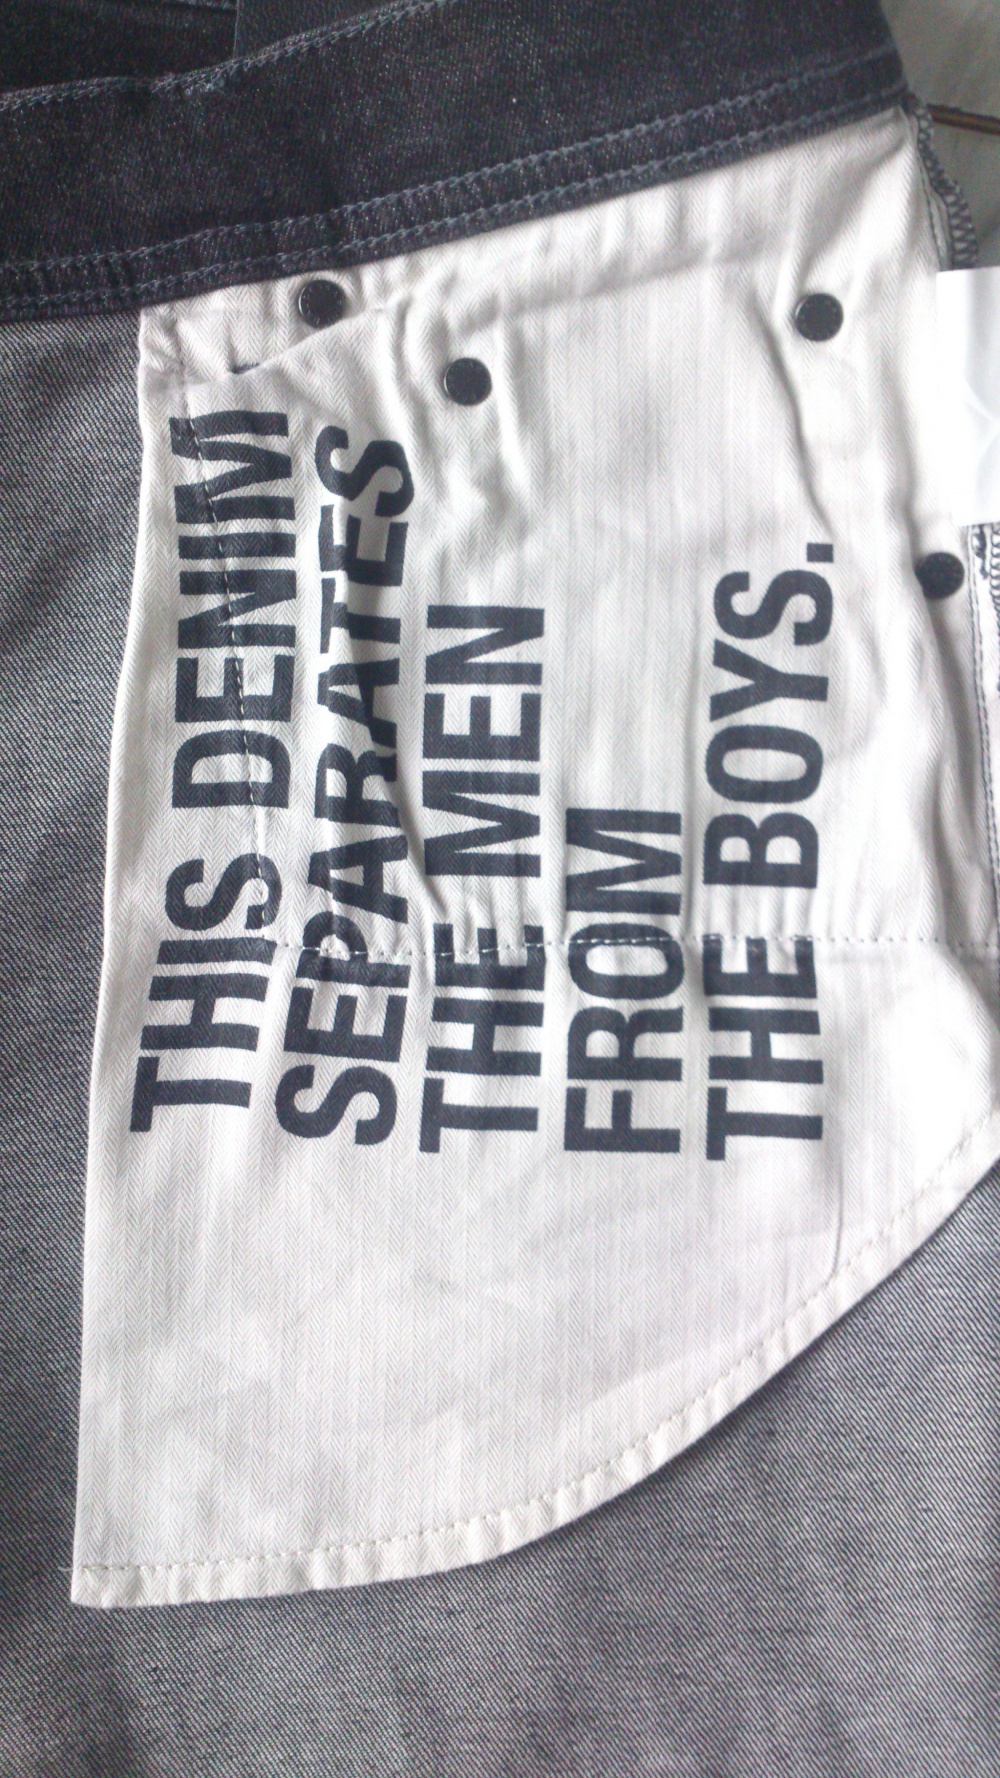 THIS DENIM
SEPARATES
THE MEN
FROM
THE BOYS.